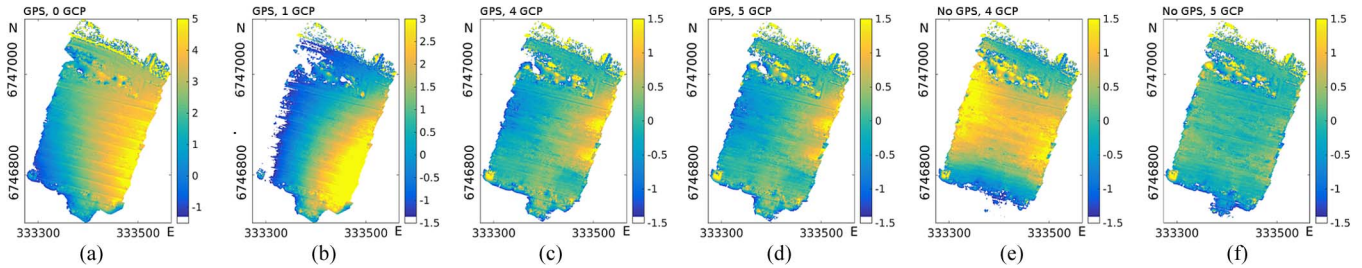 GPS, 0 GCP
N
6747000
6746800
333300
333500
E
5
4
3
2
1
0
-1
(a)
GPS, 1 GCP
N
6747000
6746800
333300
333500
E
3
2.5
2
1.5
1
0.5
0
-0.5
-1
-1.5
(b)
GPS, 4 GCP
N
6747000
6746800
333300
333500
E
1.5
1
0.5
0
-0.5
-1
-1.5
(c)
GPS, 5 GCP
N
6747000
6746800
333300
333500
E
1.5
1
0.5
0
-0.5
-1
-1.5
(d)
No GPS, 4 GCP
N
6747000
6746800
333300
333500
E
1.5
1
0.5
0
-0.5
-1
-1.5
(e)
No GPS, 5 GCP
N
6747000
6746800
333300
333500
E
1.5
1
0.5
0
-0.5
-1
-1.5
(f)